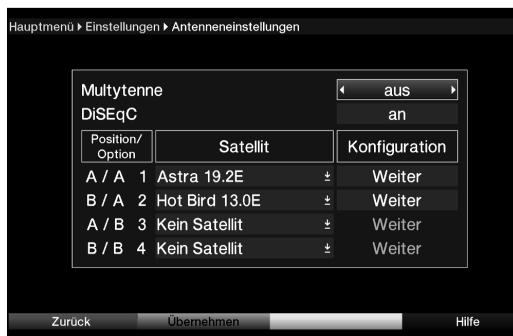 Hauptmenü ▸ Einstellungen ▸ Antenneneinstellungen
Multytenne aus
DiSEqC an
Position/Option Satellit Konfiguration
A / A 1 Astra 19.2E Weiter
B / A 2 Hot Bird 13.0E Weiter
A / B 3 Kein Satellit Weiter
B / B 4 Kein Satellit Weiter
Zurück Übernehmen Hilfe